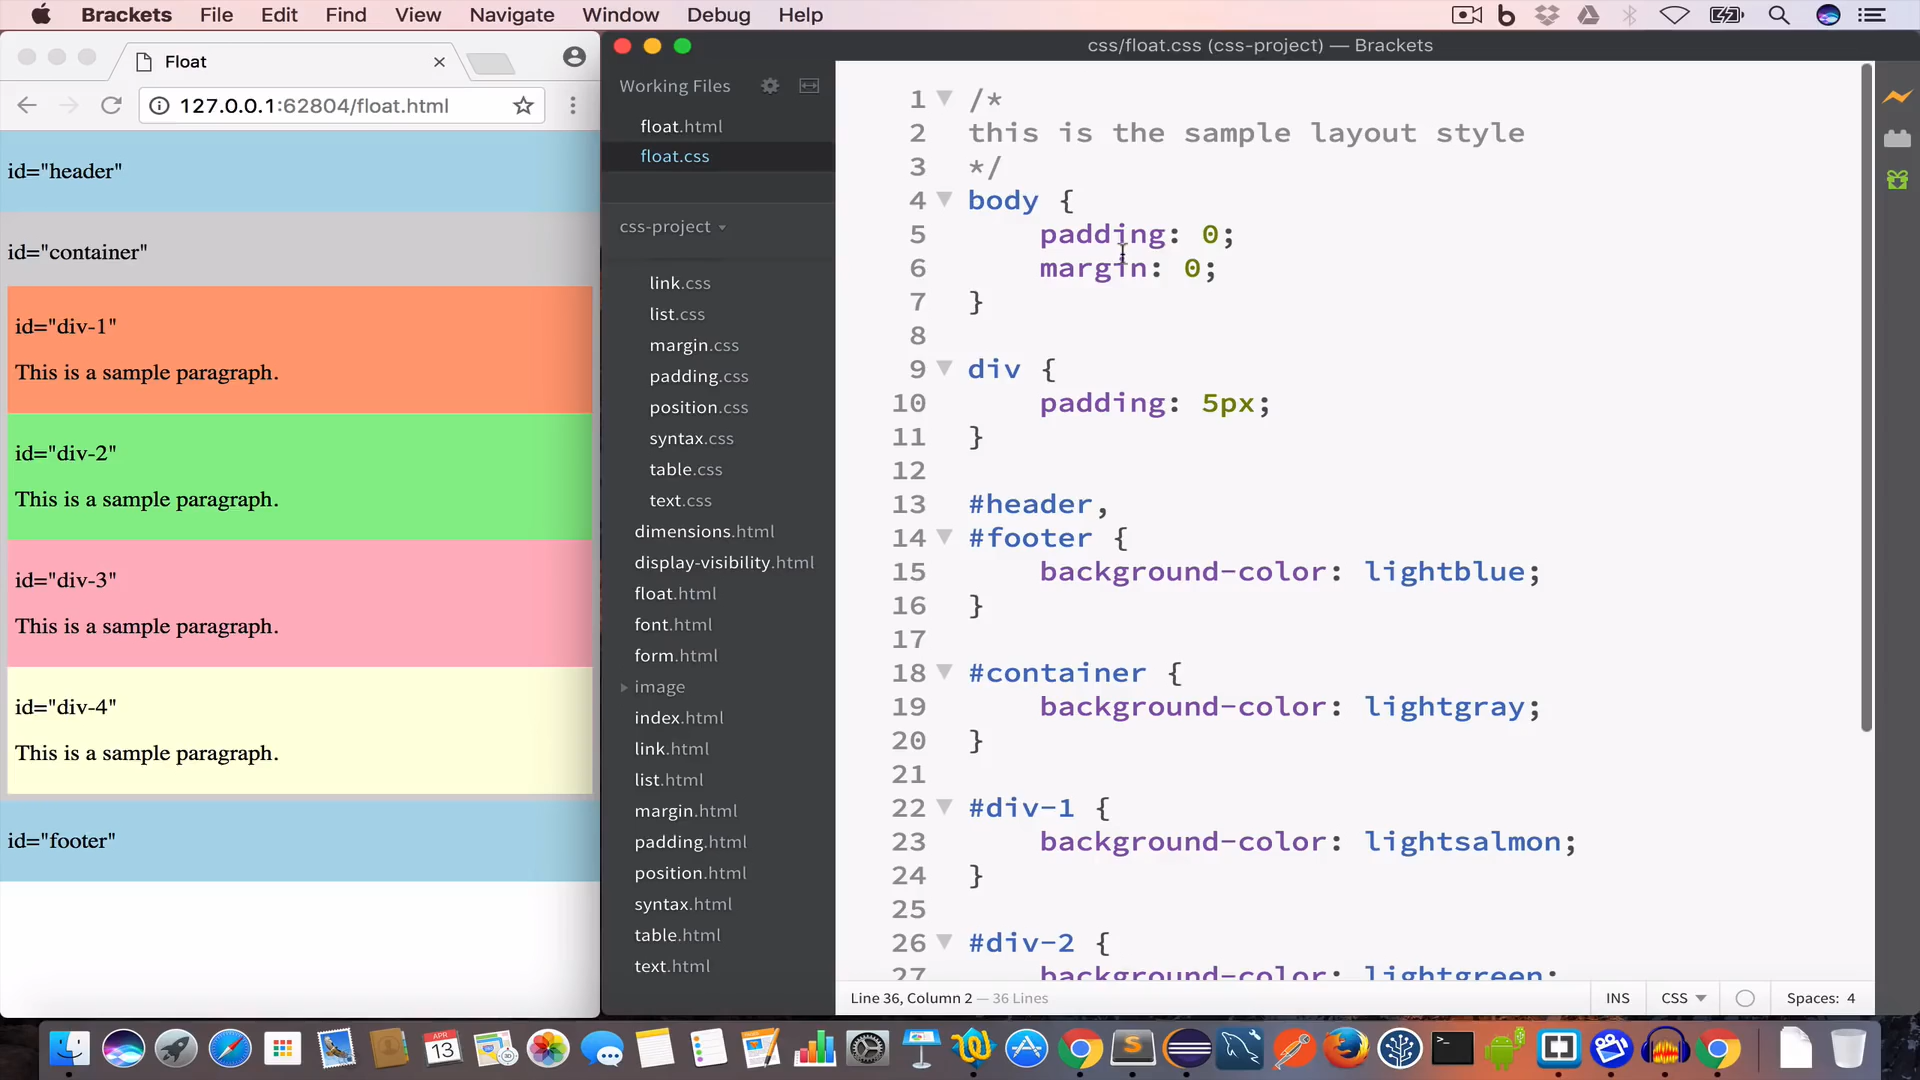 Brackets File Edit Find View Navigate Window Debug Help
Float
127.0.0.1:62804/float.html
id="header"
id="container"
id="div-1"
This is a sample paragraph.
id="div-2"
This is a sample paragraph.
id="div-3"
This is a sample paragraph.
id="div-4"
This is a sample paragraph.
id="footer"
css/float.css (css-project) — Brackets
Working Files
float.html
float.css
css-project
link.css
list.css
margin.css
padding.css
position.css
syntax.css
table.css
text.css
dimensions.html
display-visibility.html
float.html
font.html
form.html
image
index.html
link.html
list.html
margin.html
padding.html
position.html
syntax.html
table.html
text.html
1 /*
2 this is the sample layout style
3 */
4 body {
5 padding: 0;
6 margin: 0;
7 }
8
9 div {
10 padding: 5px;
11 }
12
13 #header,
14 #footer {
15 background-color: lightblue;
16 }
17
18 #container {
19 background-color: lightgray;
20 }
21
22 #div-1 {
23 background-color: lightsalmon;
24 }
25
26 #div-2 {
27 background-color: lightgreen;
Line 36, Column 2 — 36 Lines
INS CSS Spaces: 4
APR
13